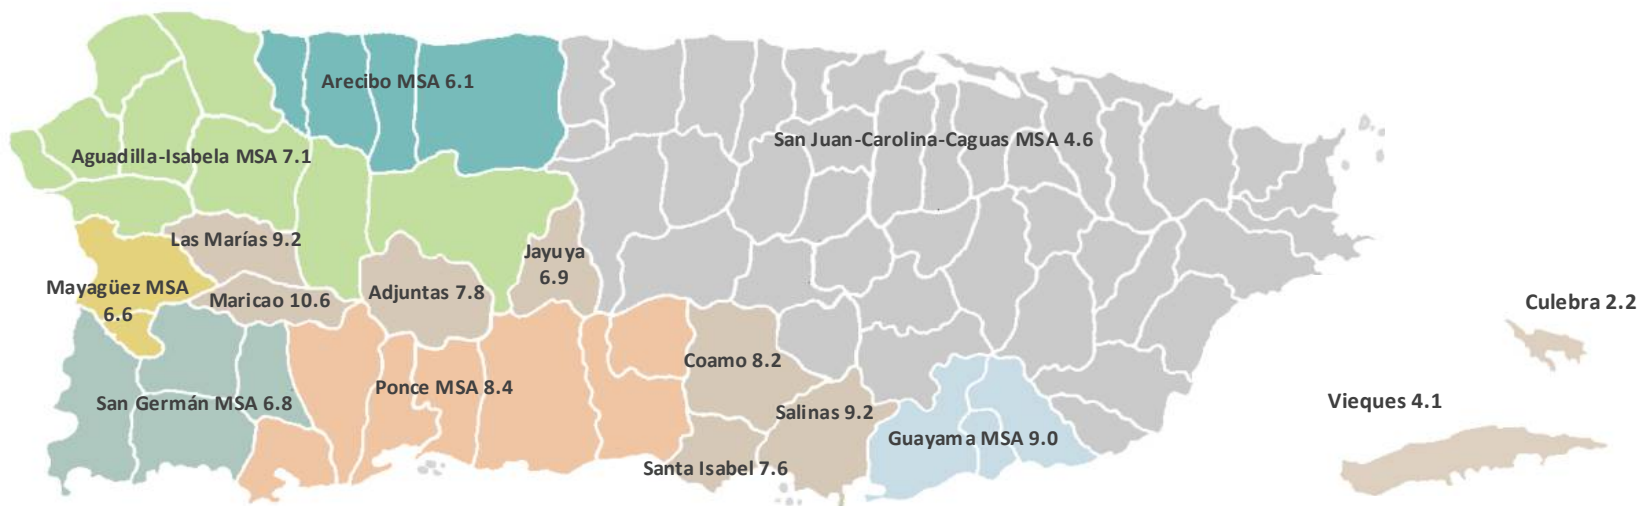 Arecibo MSA 6.1
San Juan-Carolina-Caguas MSA 4.6
Aguadilla-Isabela MSA 7.1
Las Marías 9.2
Jayuya
6.9
Mayagüez MSA
6.6
Maricao 10.6
Adjuntas 7.8
Culebra 2.2
Coamo 8.2
Ponce MSA 8.4
San Germán MSA 6.8
Vieques 4.1
Salinas 9.2
Guayama MSA 9.0
Santa Isabel 7.6